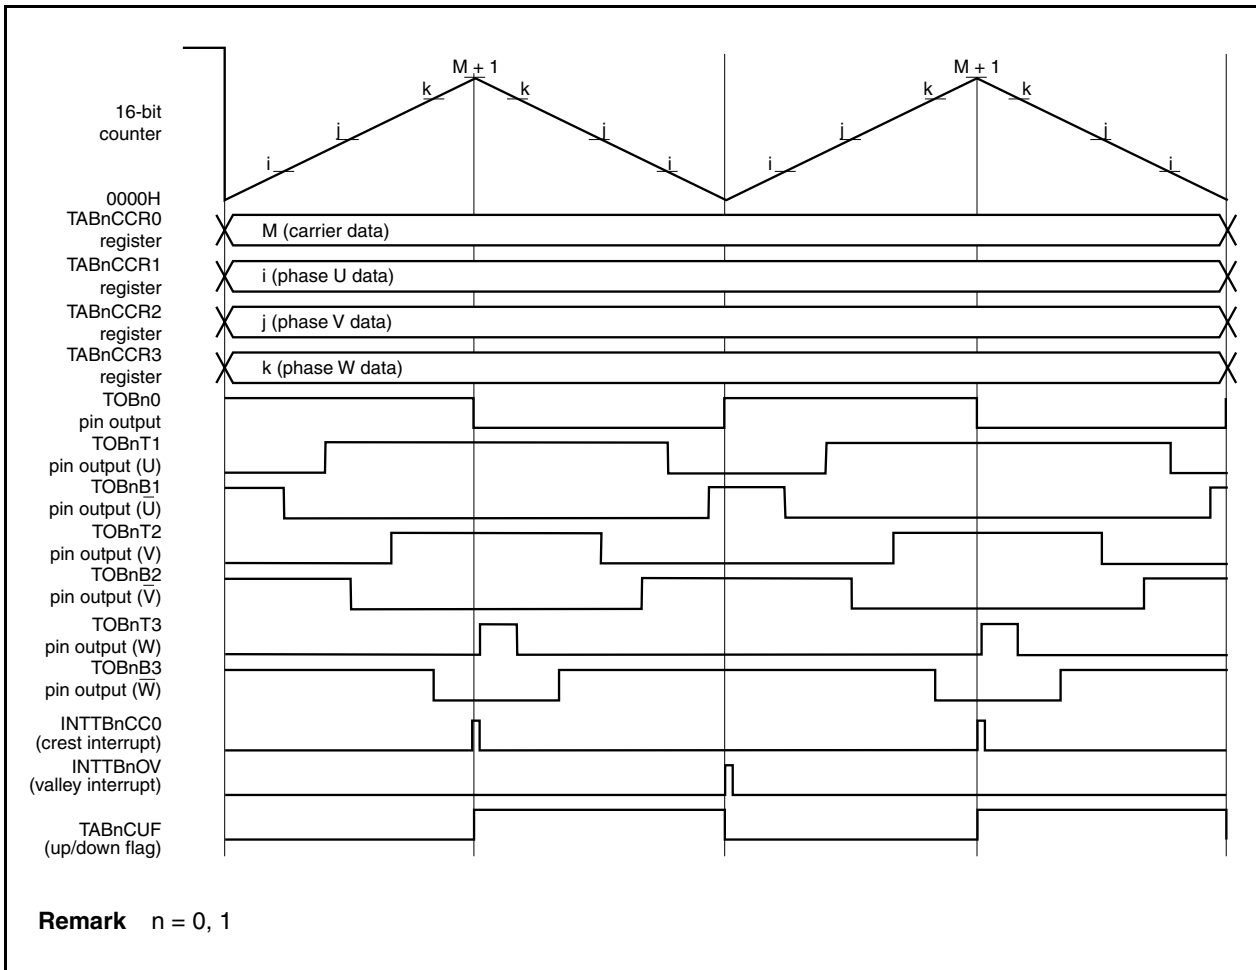 M + 1
M + 1
k
k
k
k
16-bit
counter
j
j
j
j
i
i
i
i
0000H
TABnCCR0
register
M (carrier data)
TABnCCR1
register
i (phase U data)
TABnCCR2
register
j (phase V data)
TABnCCR3
register
k (phase W data)
TOBn0
pin output
TOBnT1
pin output (U)
TOBnB1
pin output (U̅)
TOBnT2
pin output (V)
TOBnB2
pin output (V̅)
TOBnT3
pin output (W)
TOBnB3
pin output (W̅)
INTTBnCC0
(crest interrupt)
INTTBnOV
(valley interrupt)
TABnCUF
(up/down flag)
Remark n = 0, 1